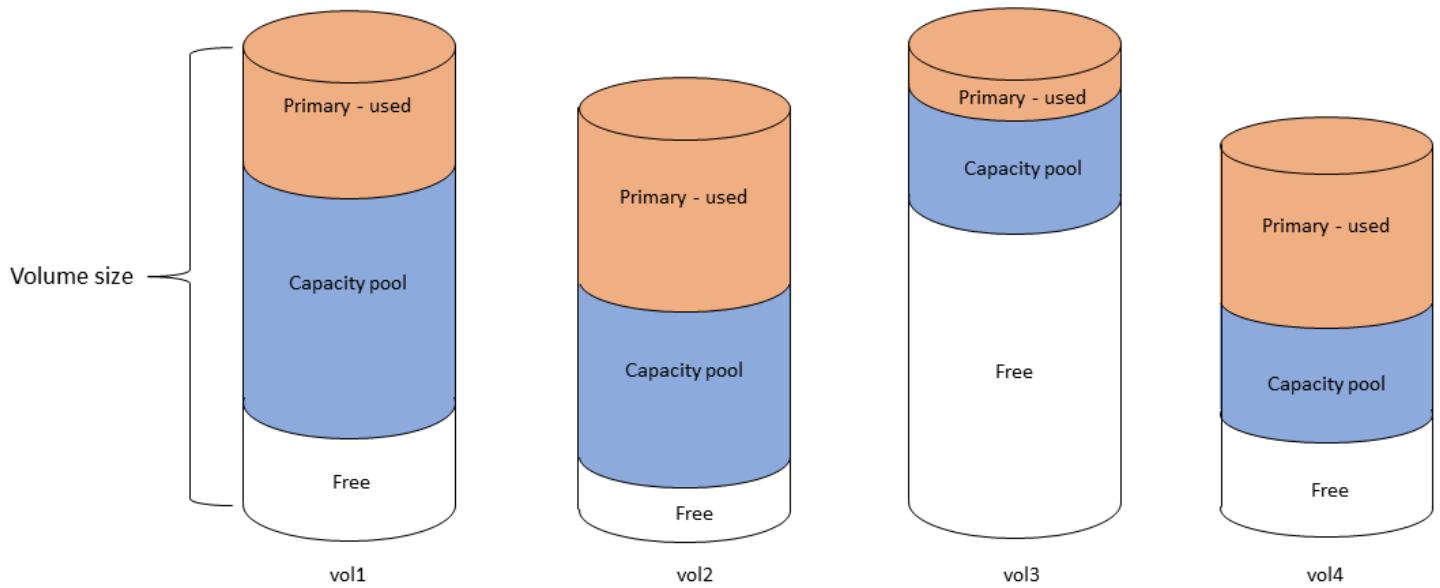 Volume size
Primary - used
Capacity pool
Free
vol1
Primary - used
Capacity pool
Free
vol2
Primary - used
Capacity pool
Free
vol3
Primary - used
Capacity pool
Free
vol4